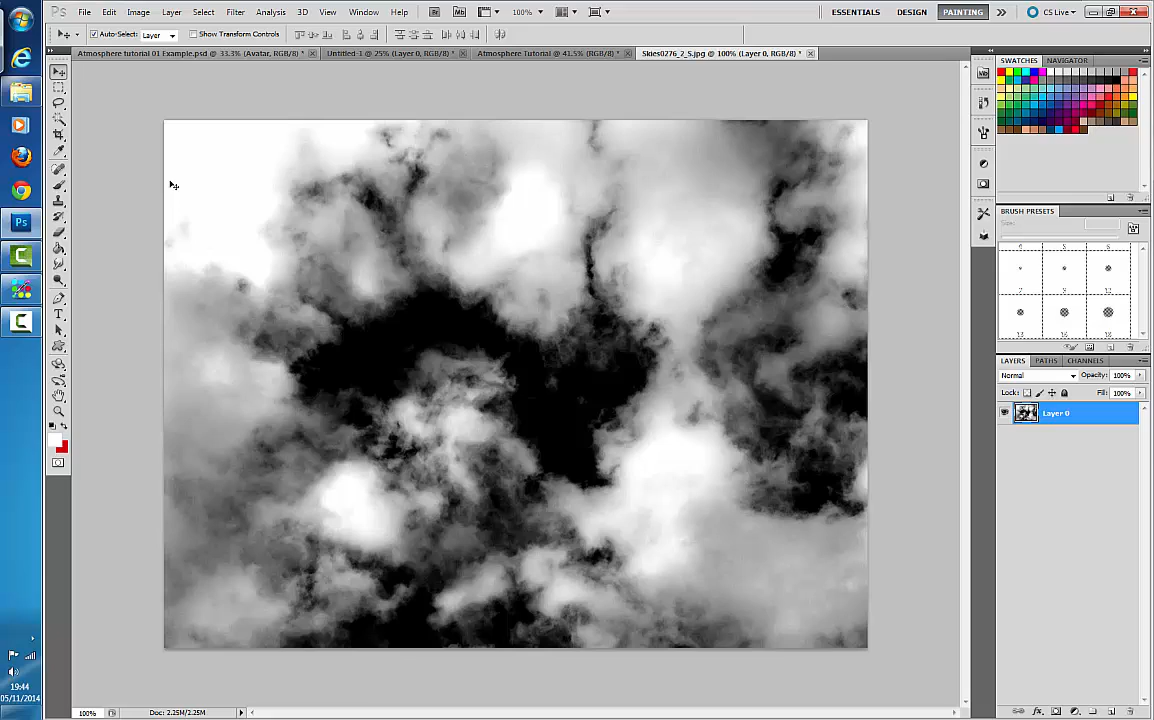 Ps File Edit Image Layer Select Filter Analysis 3D View Window Help Br Mb 100% ESSENTIALS DESIGN PAINTING CS Live
Auto-Select: Layer Show Transform Controls
Atmosphere tutorial 01 Example.psd @ 33.3% (Avatar, RGB/8) * Untitled-1 @ 25% (Layer 0, RGB/8) * Atmosphere Tutorial @ 41.5% (RGB/8) Skies0276_2_S.jpg @ 100% (Layer 0, RGB/8) *
SWATCHES NAVIGATOR
BRUSH PRESETS
Size:
LAYERS PATHS CHANNELS
Normal Opacity: 100%
Lock: Fill: 100%
Layer 0
100% Doc: 2.25M/2.25M
19:44
05/11/2014